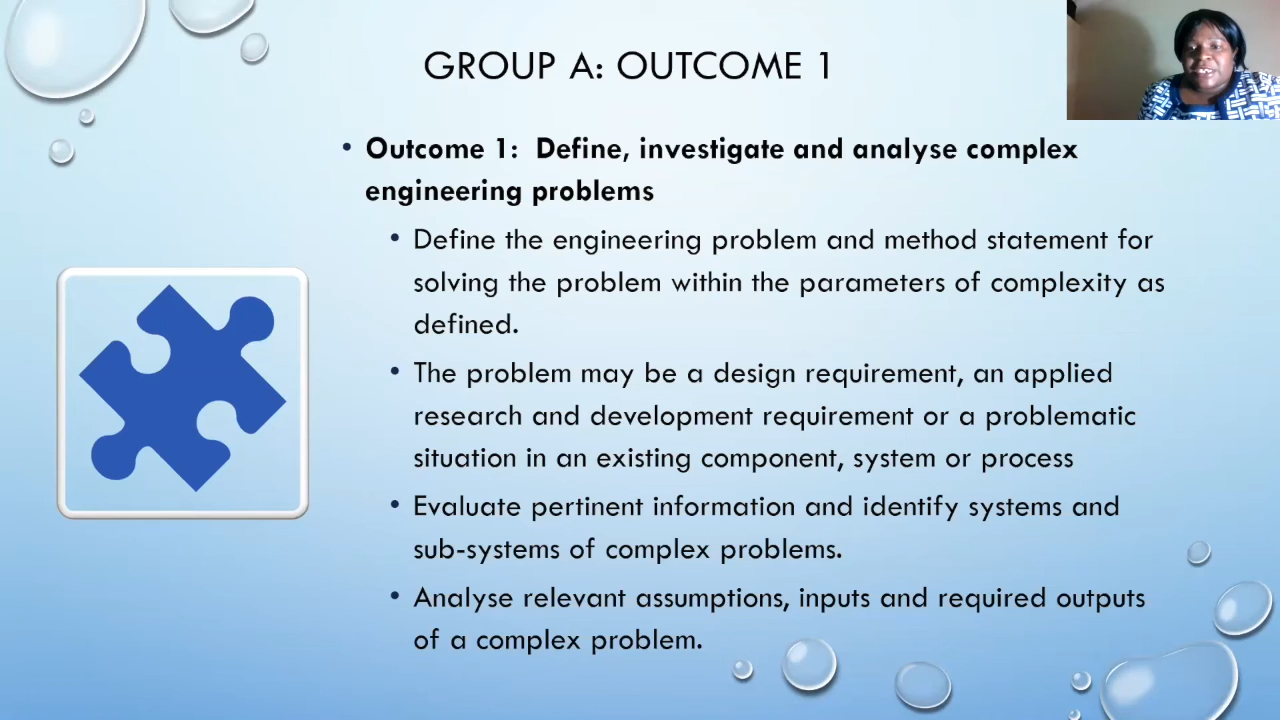 GROUP A: OUTCOME 1
• Outcome 1:  Define, investigate and analyse complex
engineering problems
• Define the engineering problem and method statement for
solving the problem within the parameters of complexity as
defined.
• The problem may be a design requirement, an applied
research and development requirement or a problematic
situation in an existing component, system or process
• Evaluate pertinent information and identify systems and
sub-systems of complex problems.
• Analyse relevant assumptions, inputs and required outputs
of a complex problem.